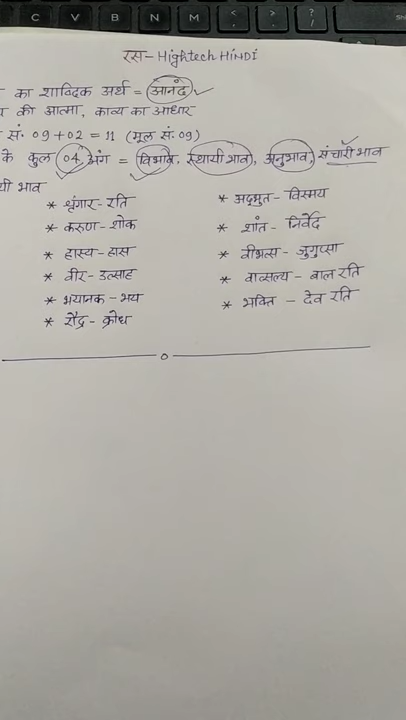 C V B N M < , > . ? /
रस - Hightech HINDI
का शाब्दिक अर्थ = आनंद
की आत्मा, काव्य का आधार
सं. 09 + 02 = 11 (मूल सं. 09)
के कुल 04 अंग = विभाव, स्थायी भाव, अनुभाव, संचारी भाव
यी भाव
* श्रृंगार - रति
* करुण - शोक
* हास्य - हास
* वीर - उत्साह
* भयानक - भय
* रौद्र - क्रोध
* अद्भुत - विस्मय
* शांत - निर्वेद
* वीभत्स - जुगुप्सा
* वात्सल्य - बाल रति
* भक्ति - देव रति